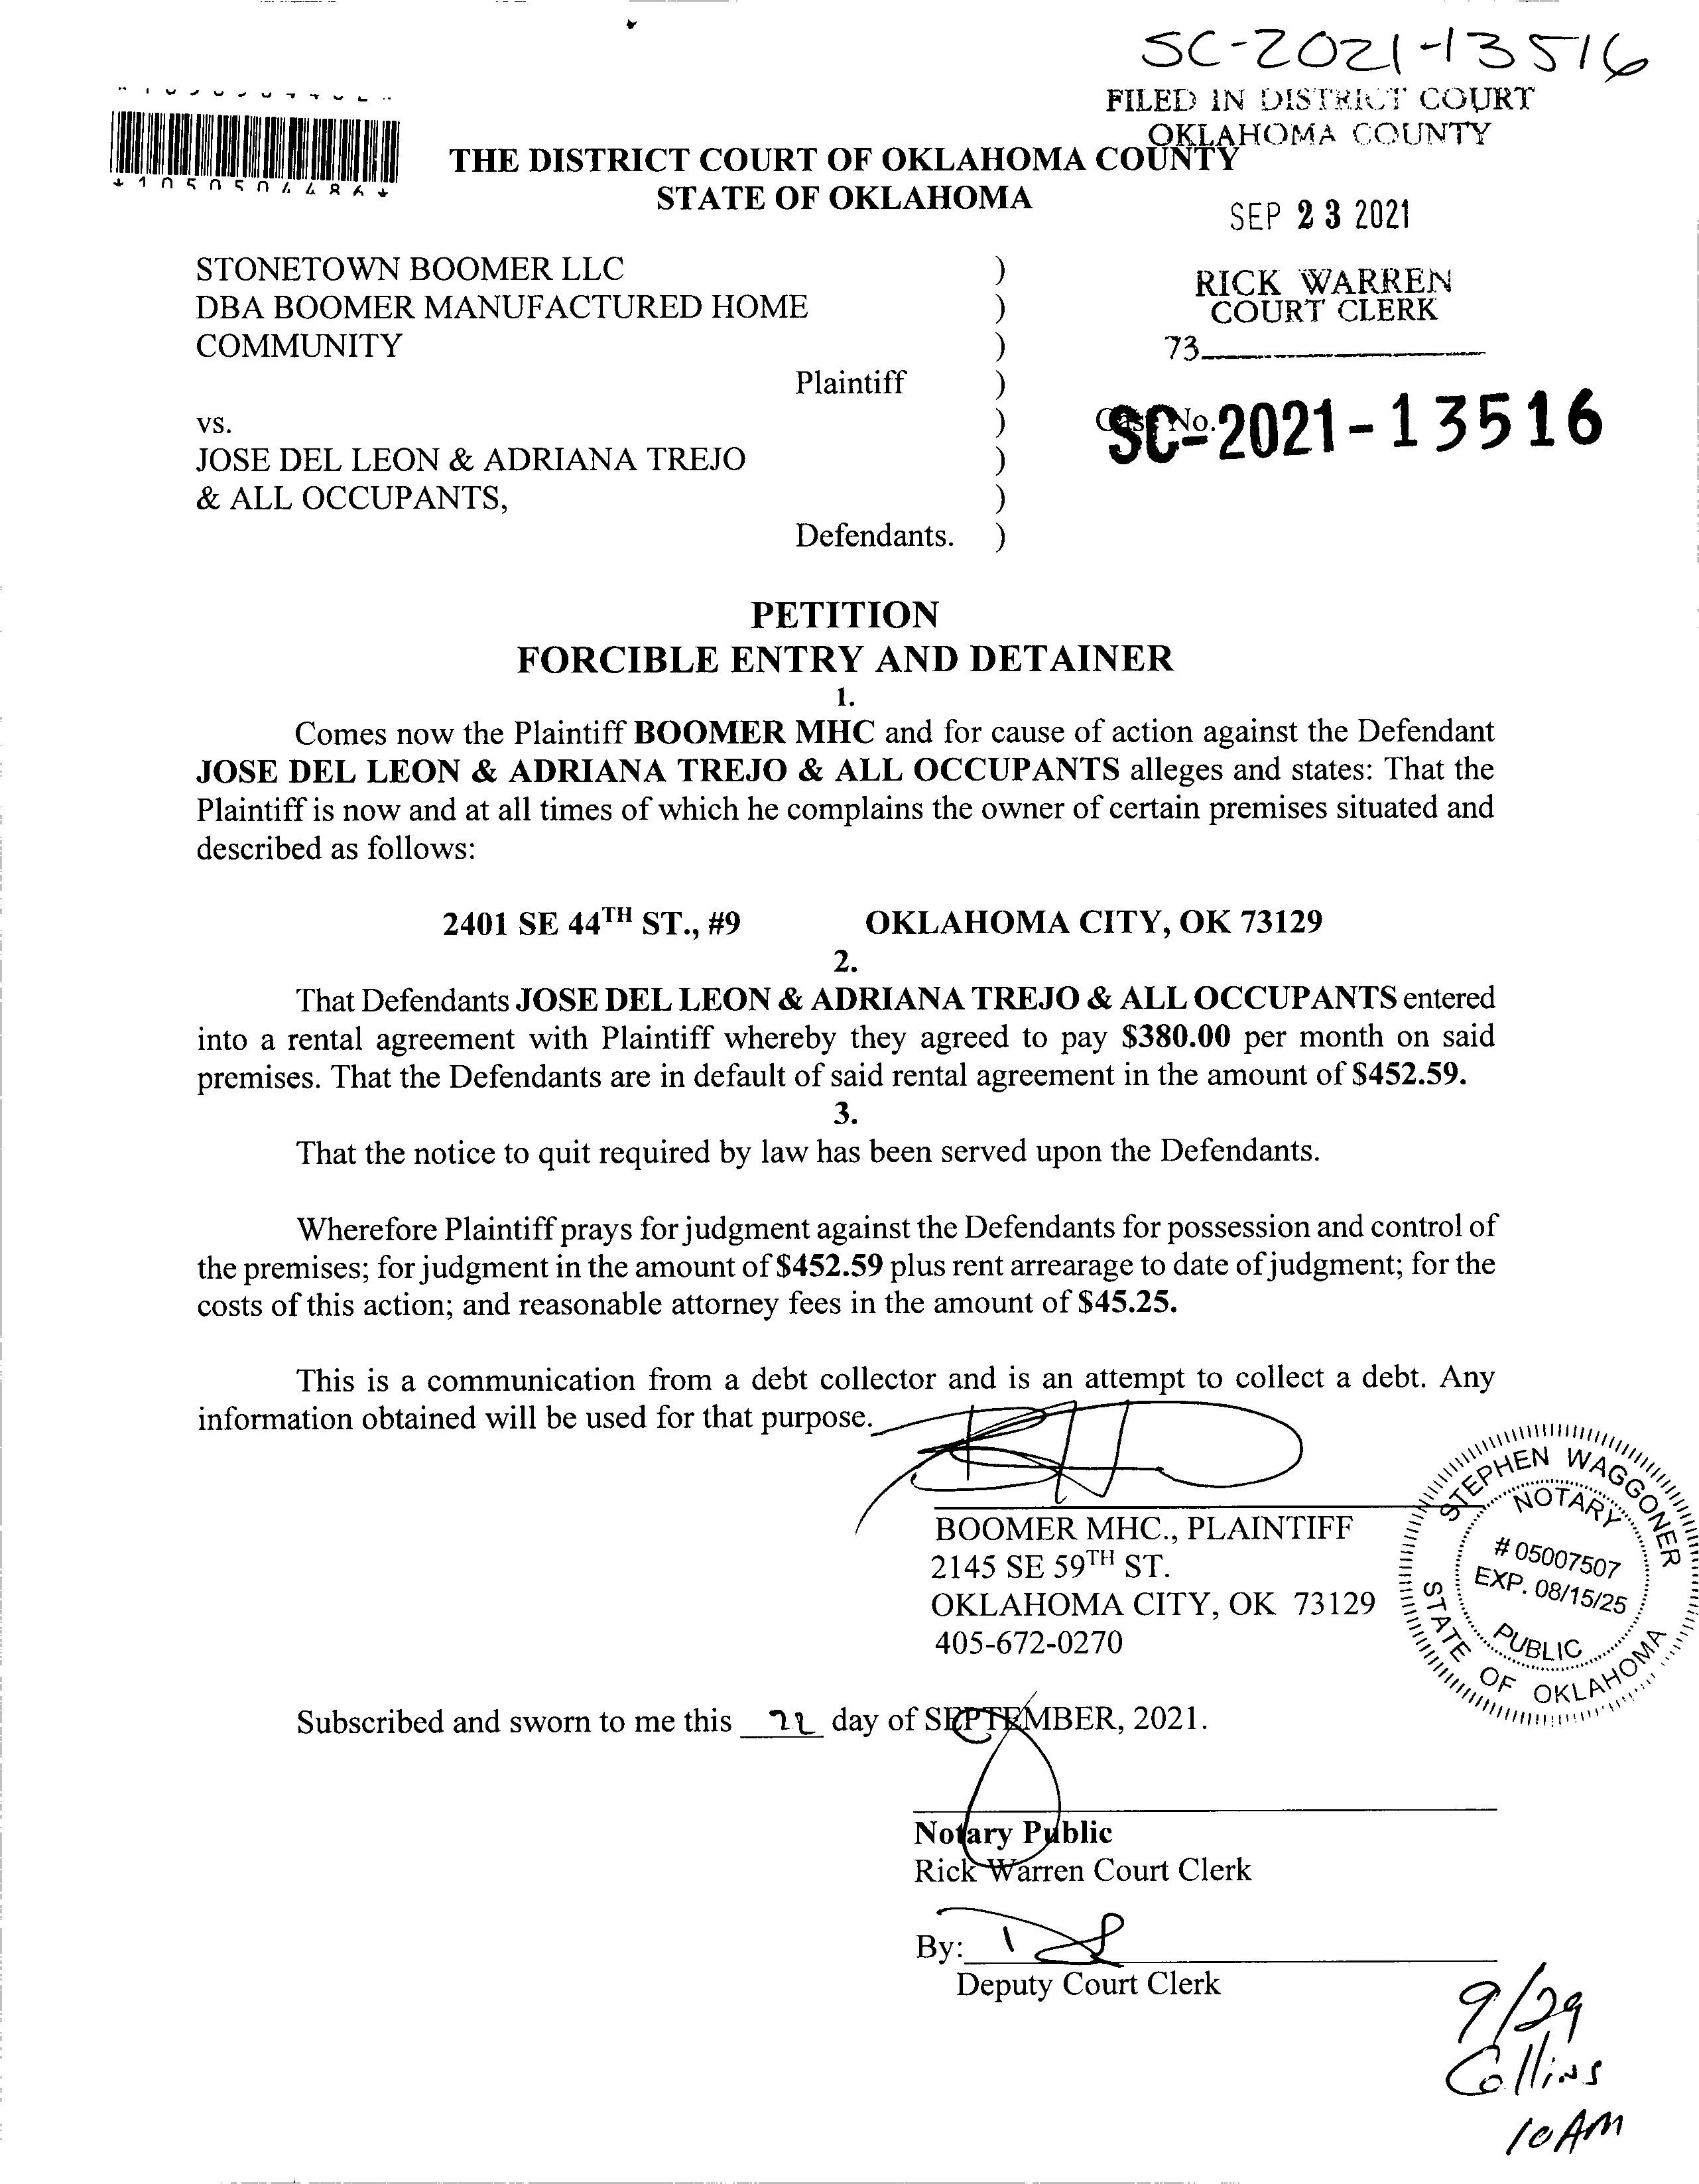 SC-2021-13516
FILED IN DISTRICT COURT
OKLAHOMA COUNTY
*1050504486*
THE DISTRICT COURT OF OKLAHOMA COUNTY
STATE OF OKLAHOMA
SEP 23 2021
RICK WARREN
COURT CLERK
73
STONETOWN BOOMER LLC )
DBA BOOMER MANUFACTURED HOME )
COMMUNITY )
Plaintiff )
vs. ) Case No. SC-2021-13516
JOSE DEL LEON & ADRIANA TREJO )
& ALL OCCUPANTS, )
Defendants. )
PETITION
FORCIBLE ENTRY AND DETAINER
1.
Comes now the Plaintiff BOOMER MHC and for cause of action against the Defendant
JOSE DEL LEON & ADRIANA TREJO & ALL OCCUPANTS alleges and states: That the
Plaintiff is now and at all times of which he complains the owner of certain premises situated and
described as follows:
2401 SE 44TH ST., #9 OKLAHOMA CITY, OK 73129
2.
That Defendants JOSE DEL LEON & ADRIANA TREJO & ALL OCCUPANTS entered
into a rental agreement with Plaintiff whereby they agreed to pay $380.00 per month on said
premises. That the Defendants are in default of said rental agreement in the amount of $452.59.
3.
That the notice to quit required by law has been served upon the Defendants.
Wherefore Plaintiff prays for judgment against the Defendants for possession and control of
the premises; for judgment in the amount of $452.59 plus rent arrearage to date of judgment; for the
costs of this action; and reasonable attorney fees in the amount of $45.25.
This is a communication from a debt collector and is an attempt to collect a debt. Any
information obtained will be used for that purpose.
BOOMER MHC., PLAINTIFF
2145 SE 59TH ST.
OKLAHOMA CITY, OK 73129
405-672-0270
STEPHEN WAGGONER
NOTARY
# 05007507
EXP. 08/15/25
PUBLIC
STATE OF OKLAHOMA
Subscribed and sworn to me this 22 day of SEPTEMBER, 2021.
Notary Public
Rick Warren Court Clerk
By:
Deputy Court Clerk
9/29
Collins
10 AM